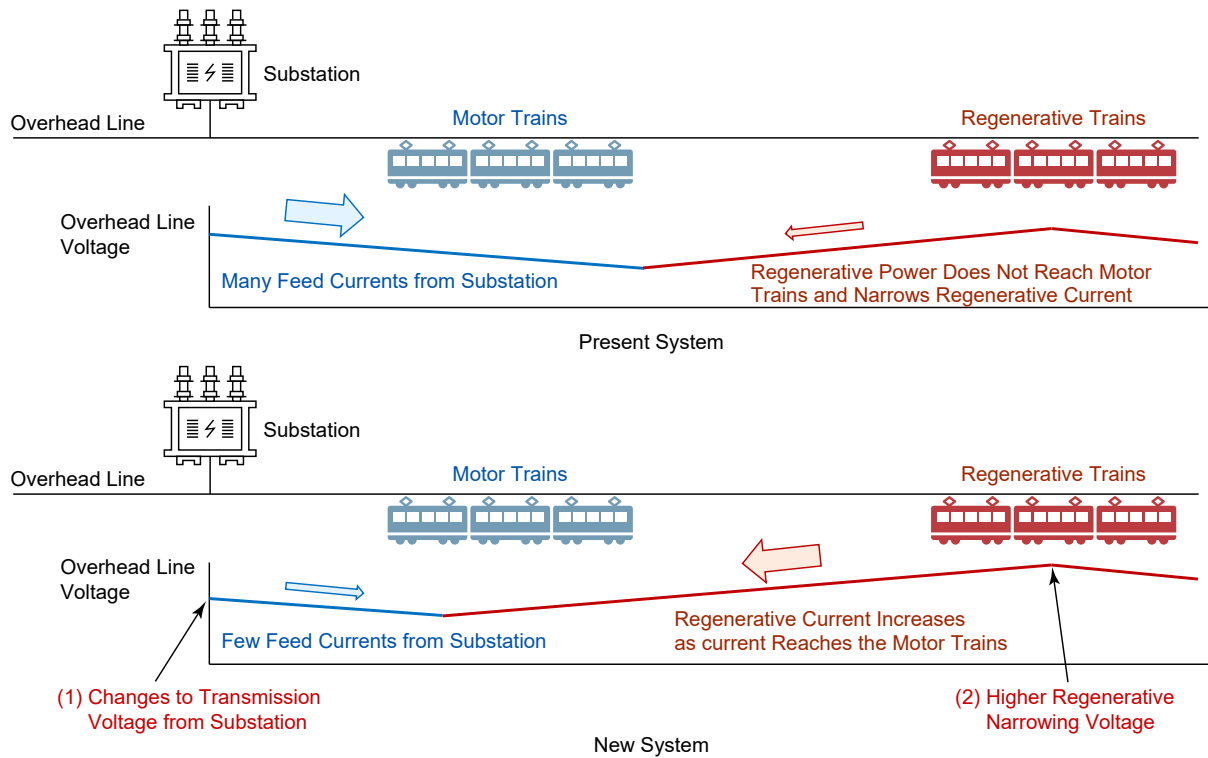 Substation
Overhead Line
Motor Trains
Regenerative Trains
Overhead Line
Voltage
Many Feed Currents from Substation
Regenerative Power Does Not Reach Motor
Trains and Narrows Regenerative Current
Present System
Substation
Overhead Line
Motor Trains
Regenerative Trains
Overhead Line
Voltage
Few Feed Currents from Substation
Regenerative Current Increases
as current Reaches the Motor Trains
(1) Changes to Transmission
Voltage from Substation
(2) Higher Regenerative
Narrowing Voltage
New System